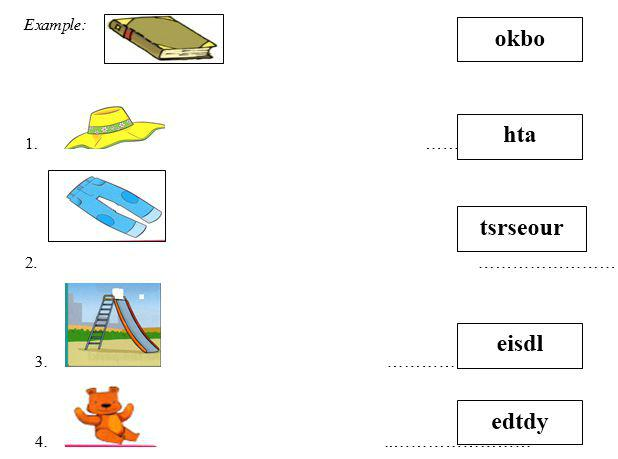 Example:
okbo
hta
1. ……
tsrseour
2. ……………………
eisdl
3. …………
edtdy
4. ……………………